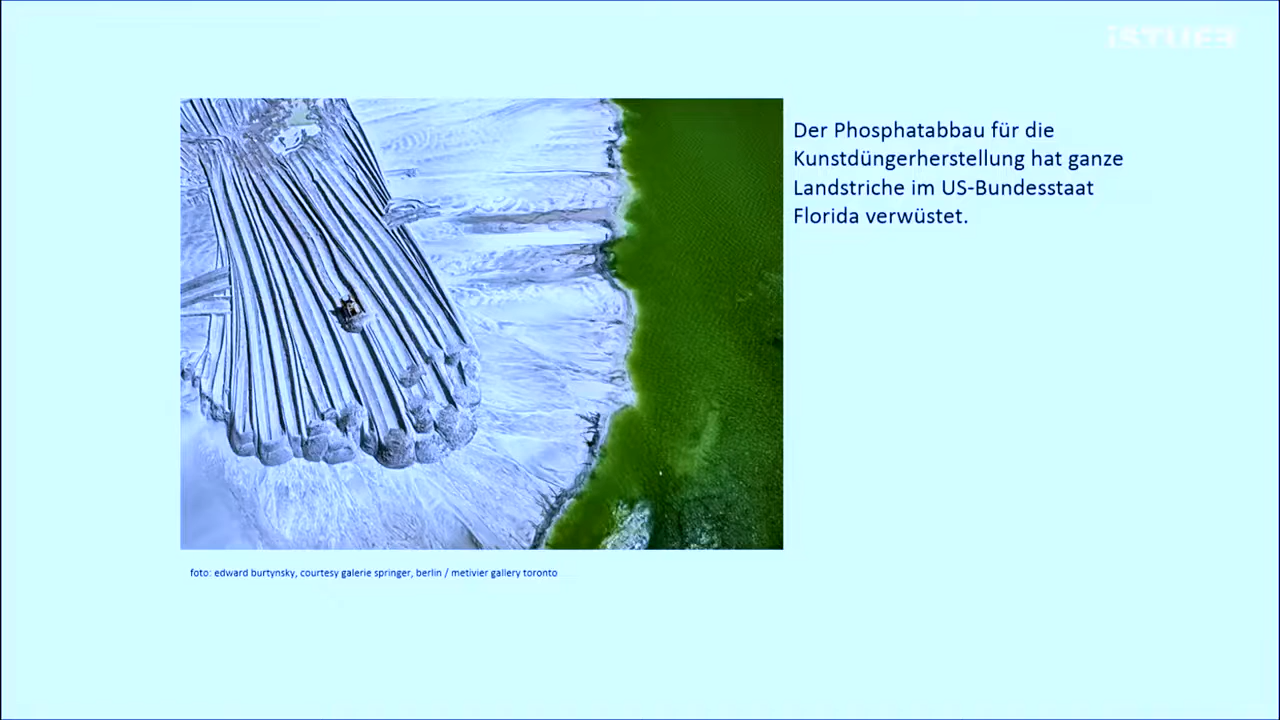 Der Phosphatabbau für die
Kunstdüngerherstellung hat ganze
Landstriche im US-Bundesstaat
Florida verwüstet.
foto: edward burtynsky, courtesy galerie springer, berlin / metivier gallery toronto